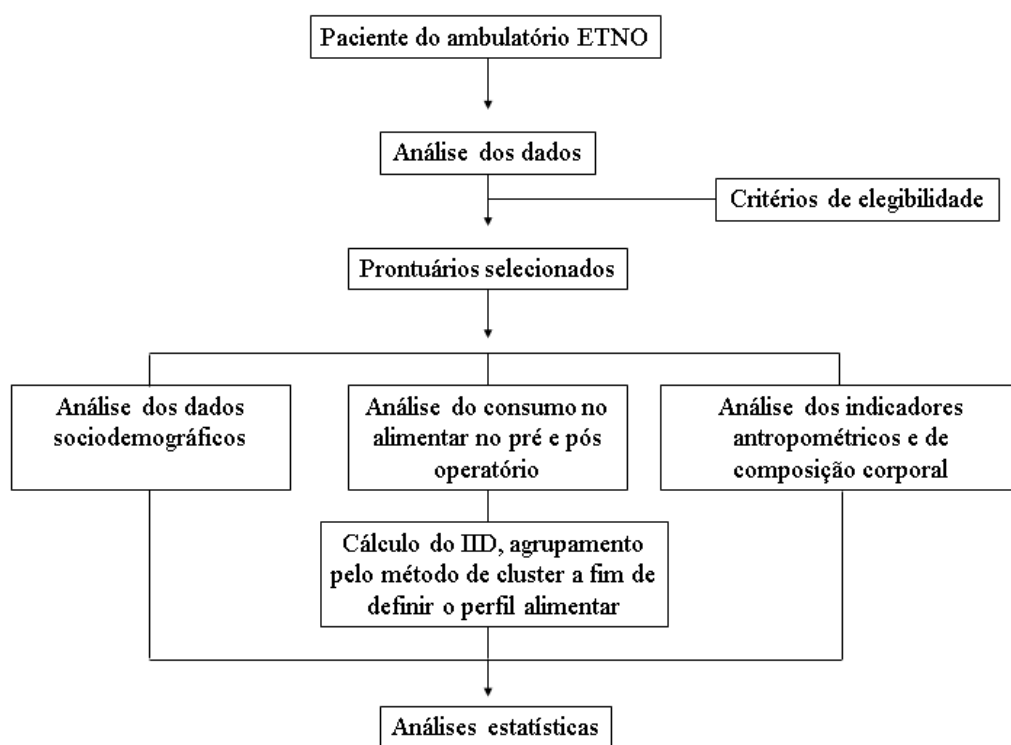 Paciente do ambulatório ETNO
Análise dos dados
Critérios de elegibilidade
Prontuários selecionados
Análise dos dados
sociodemográficos
Análise do consumo no
alimentar no pré e pós
operatório
Análise dos indicadores
antropométricos e de
composição corporal
Cálculo do IID, agrupamento
pelo método de cluster a fim de
definir o perfil alimentar
Análises estatísticas